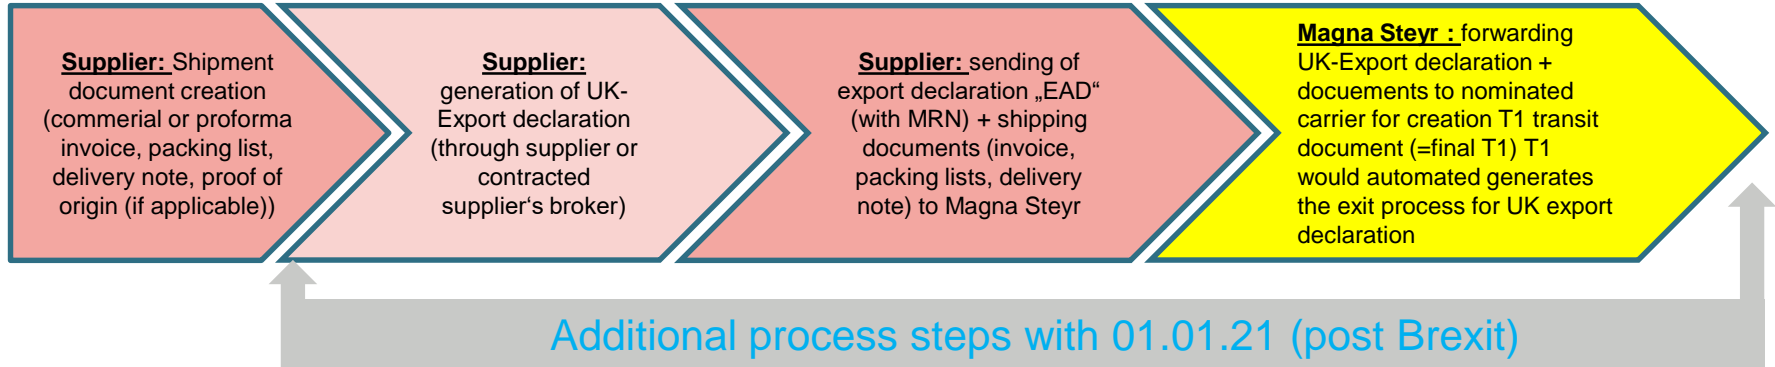 Supplier: Shipment
document creation
(commerial or proforma
invoice, packing list,
delivery note, proof of
origin (if applicable))
Supplier:
generation of UK-
Export declaration
(through supplier or
contracted
supplier‘s broker)
Supplier: sending of
export declaration „EAD“
(with MRN) + shipping
documents (invoice,
packing lists, delivery
note) to Magna Steyr
Magna Steyr : forwarding
UK-Export declaration +
docuements to nominated
carrier for creation T1 transit
document (=final T1) T1
would automated generates
the exit process for UK export
declaration
Additional process steps with 01.01.21 (post Brexit)